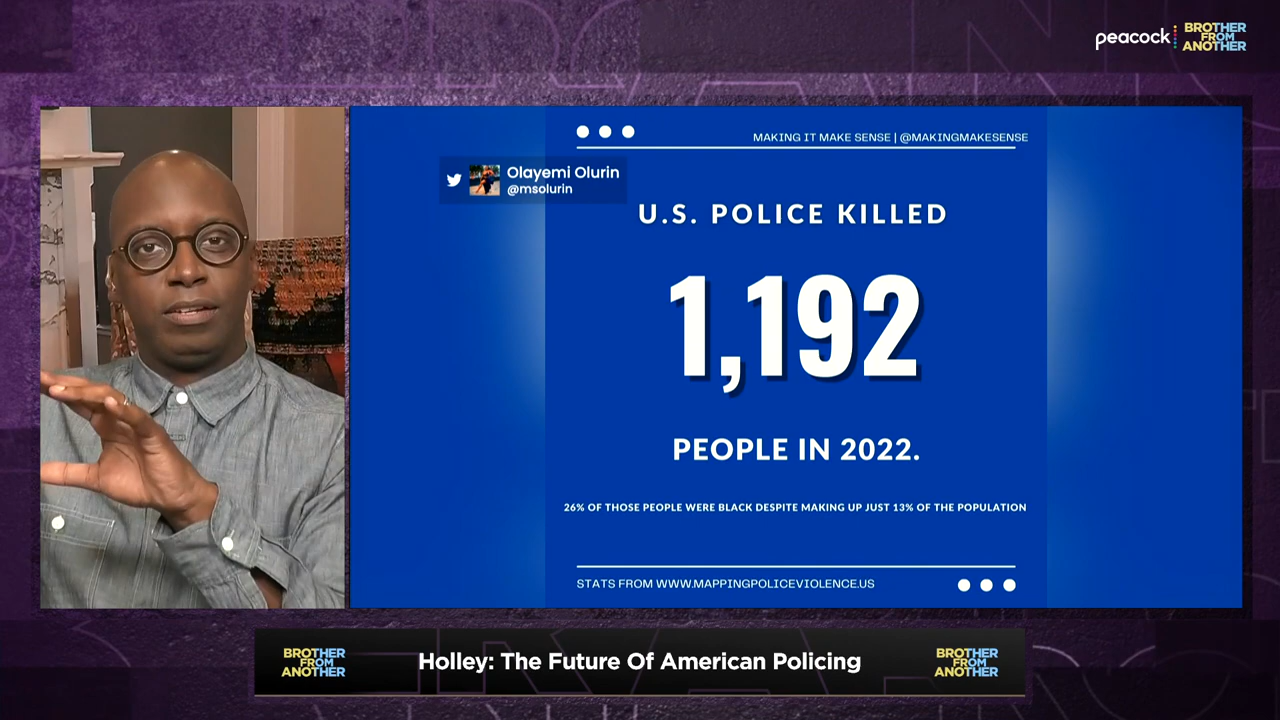 peacock
BROTHER
FROM
ANOTHER
MAKING IT MAKE SENSE | @MAKINGMAKESENSE
Olayemi Olurin
@msolurin
U.S. POLICE KILLED
1,192
PEOPLE IN 2022.
26% OF THOSE PEOPLE WERE BLACK DESPITE MAKING UP JUST 13% OF THE POPULATION
STATS FROM WWW.MAPPINGPOLICEVIOLENCE.US
BROTHER
FROM
ANOTHER
Holley: The Future Of American Policing
BROTHER
FROM
ANOTHER